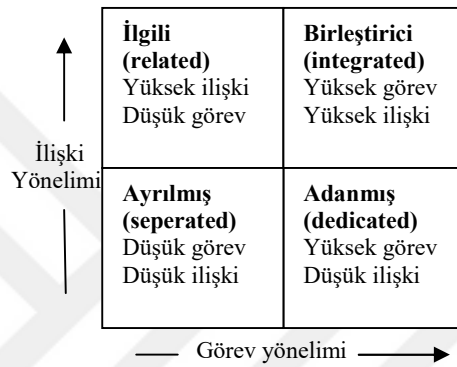 İlgili
(related)
Yüksek ilişki
Düşük görev
Birleştirici
(integrated)
Yüksek görev
Yüksek ilişki
İlişki
Yönelimi
Ayrılmış
(seperated)
Düşük görev
Düşük ilişki
Adanmış
(dedicated)
Yüksek görev
Düşük ilişki
Görev yönelimi